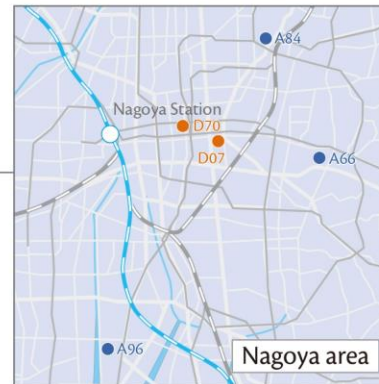 A84
Nagoya Station
D70
D07
A66
A96
Nagoya area